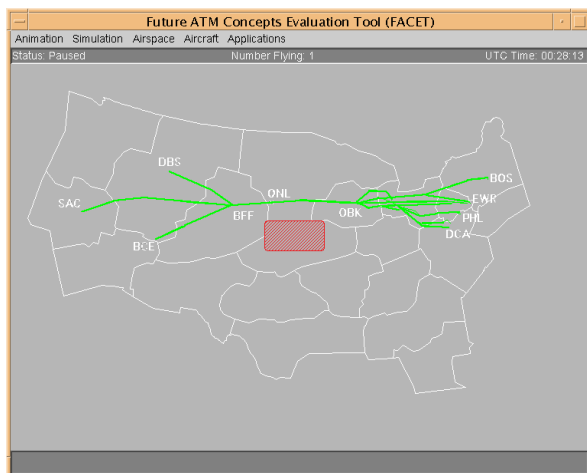 Future ATM Concepts Evaluation Tool (FACET)
Animation Simulation Airspace Aircraft Applications
Status: Paused Number Flying: 1 UTC Time: 00:28:13
DBS
BOS
ONL
SAC
EWR
BFF
OBK
PHL
DCA
BCE